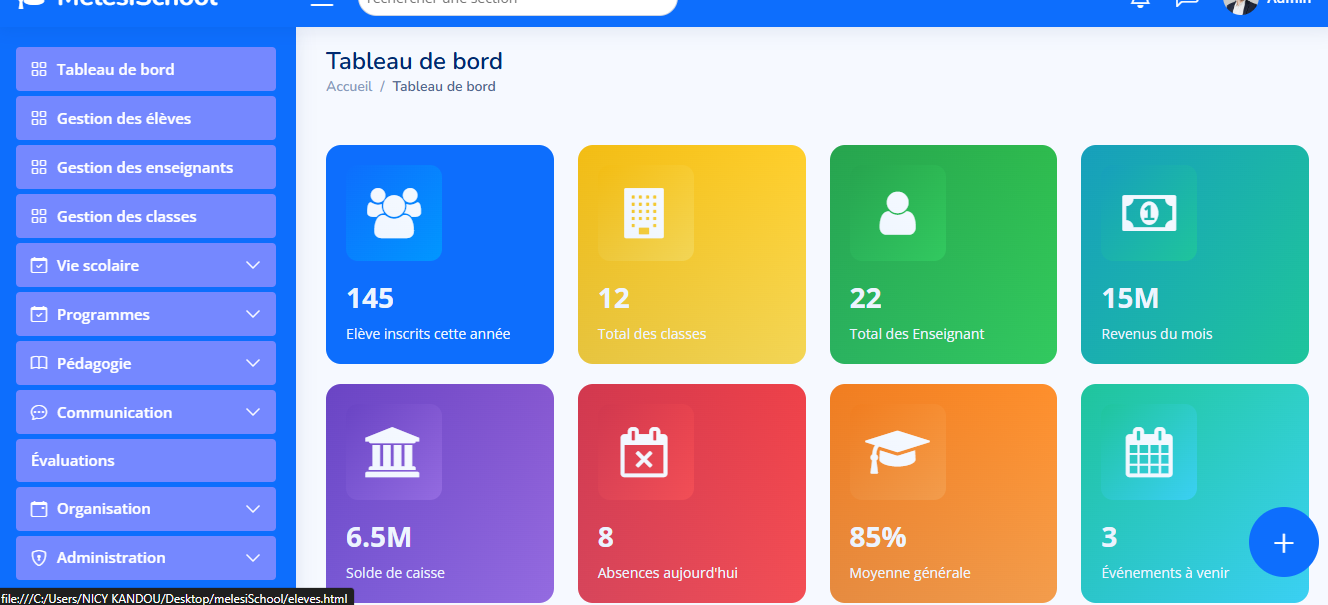 MelesiSchool
Rechercher une section
Admin
Tableau de bord
Gestion des élèves
Gestion des enseignants
Gestion des classes
Vie scolaire
Programmes
Pédagogie
Communication
Évaluations
Organisation
Administration
Tableau de bord
Accueil / Tableau de bord
145
Elève inscrits cette année
12
Total des classes
22
Total des Enseignant
1
15M
Revenus du mois
6.5M
Solde de caisse
8
Absences aujourd'hui
85%
Moyenne générale
3
Événements à venir
+
file:///C:/Users/NICY KANDOU/Desktop/melesiSchool/eleves.html